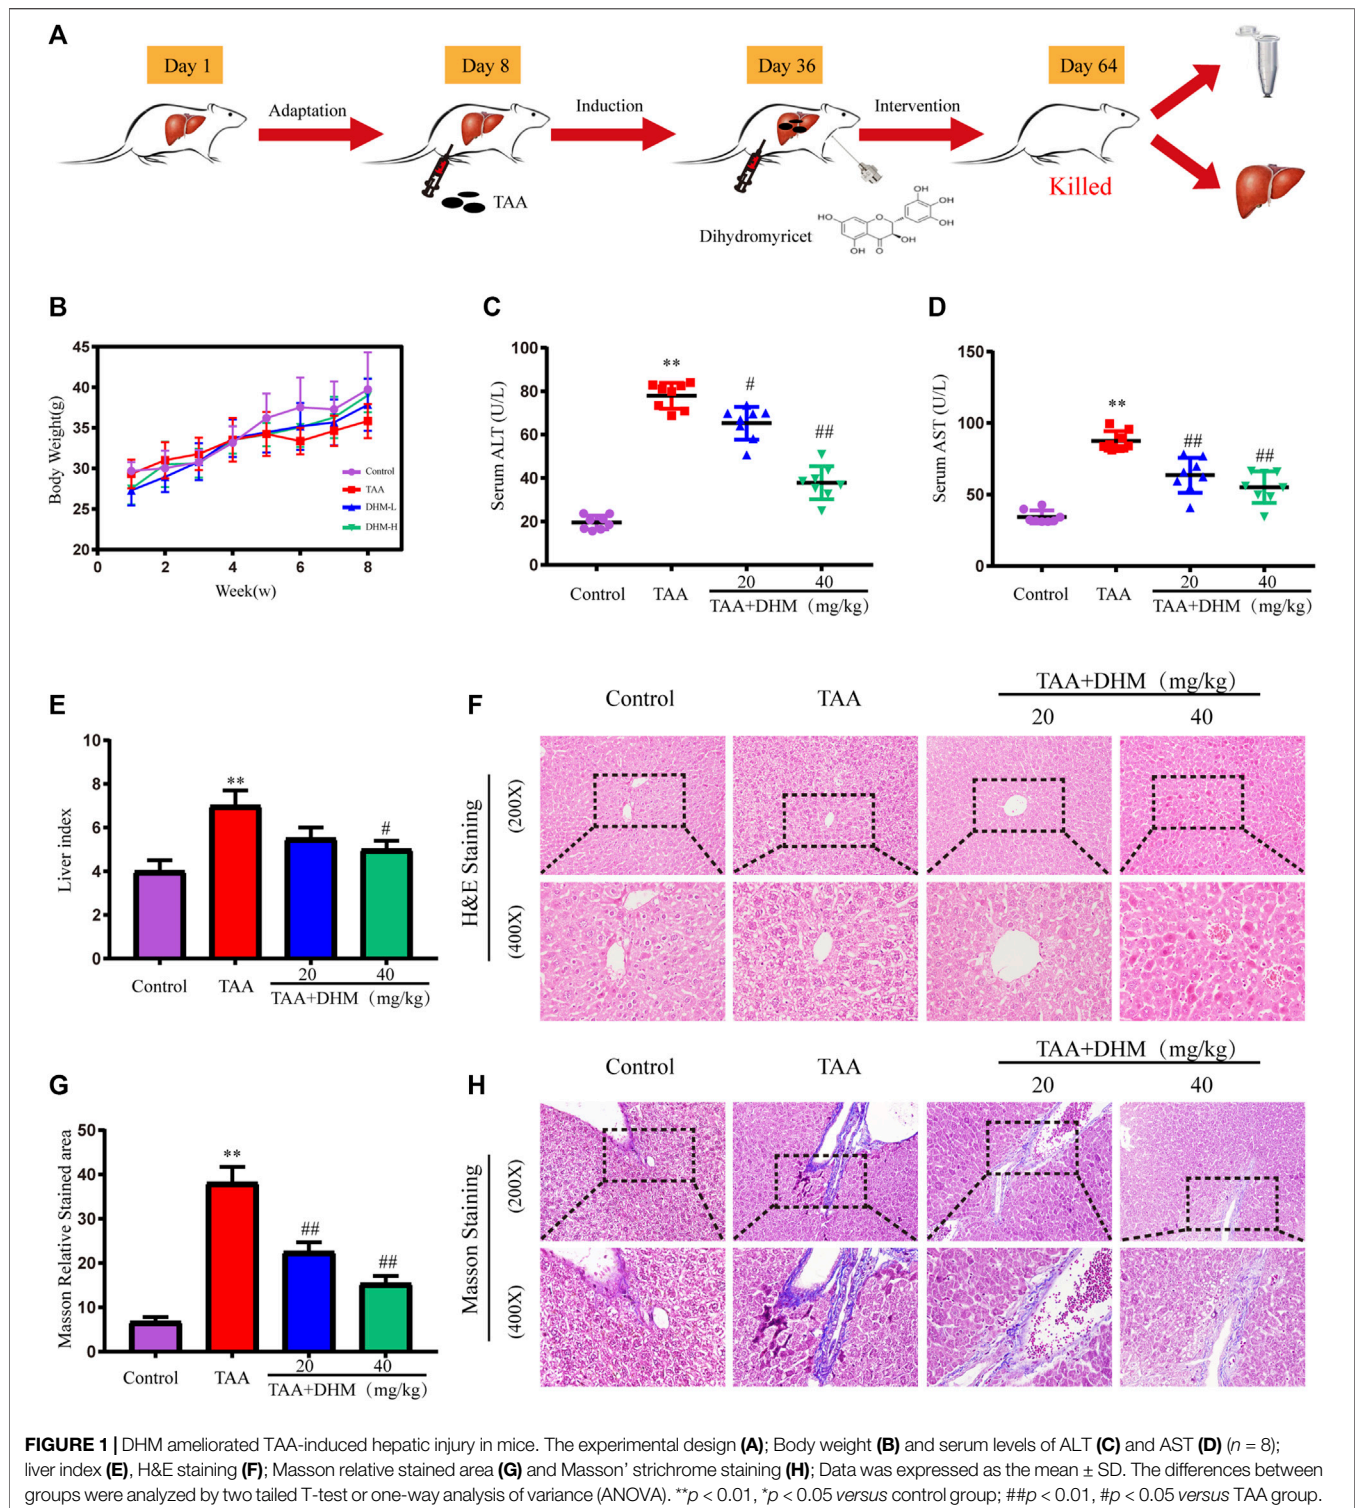 A
Day 1
Day 8
Day 36
Day 64
Adaptation
Induction
Intervention
TAA
Killed
Dihydromyricet
OH
OH
OH
HO
O
OH
OH
O
B
Body Weight(g)
45
40
35
30
25
20
0
2
4
6
8
Week(w)
Control
TAA
DHM-L
DHM-H
C
Serum ALT (U/L)
100
80
60
40
20
0
**
#
##
Control
TAA
20
40
TAA+DHM (mg/kg)
D
Serum AST (U/L)
150
100
50
0
**
##
##
Control
TAA
20
40
TAA+DHM (mg/kg)
E
Liver index
10
8
6
4
2
0
**
#
Control
TAA
20
40
TAA+DHM (mg/kg)
F
Control
TAA
TAA+DHM (mg/kg)
20
40
H&E Staining
(200X)
(400X)
G
Masson Relative Stained area
50
40
30
20
10
0
**
##
##
Control
TAA
20
40
TAA+DHM (mg/kg)
H
Control
TAA
TAA+DHM (mg/kg)
20
40
Masson Staining
(200X)
(400X)
FIGURE 1 | DHM ameliorated TAA-induced hepatic injury in mice. The experimental design (A); Body weight (B) and serum levels of ALT (C) and AST (D) (n = 8);
liver index (E), H&E staining (F); Masson relative stained area (G) and Masson' strichrome staining (H); Data was expressed as the mean ± SD. The differences between
groups were analyzed by two tailed T-test or one-way analysis of variance (ANOVA). **p < 0.01, *p < 0.05 versus control group; ##p < 0.01, #p < 0.05 versus TAA group.